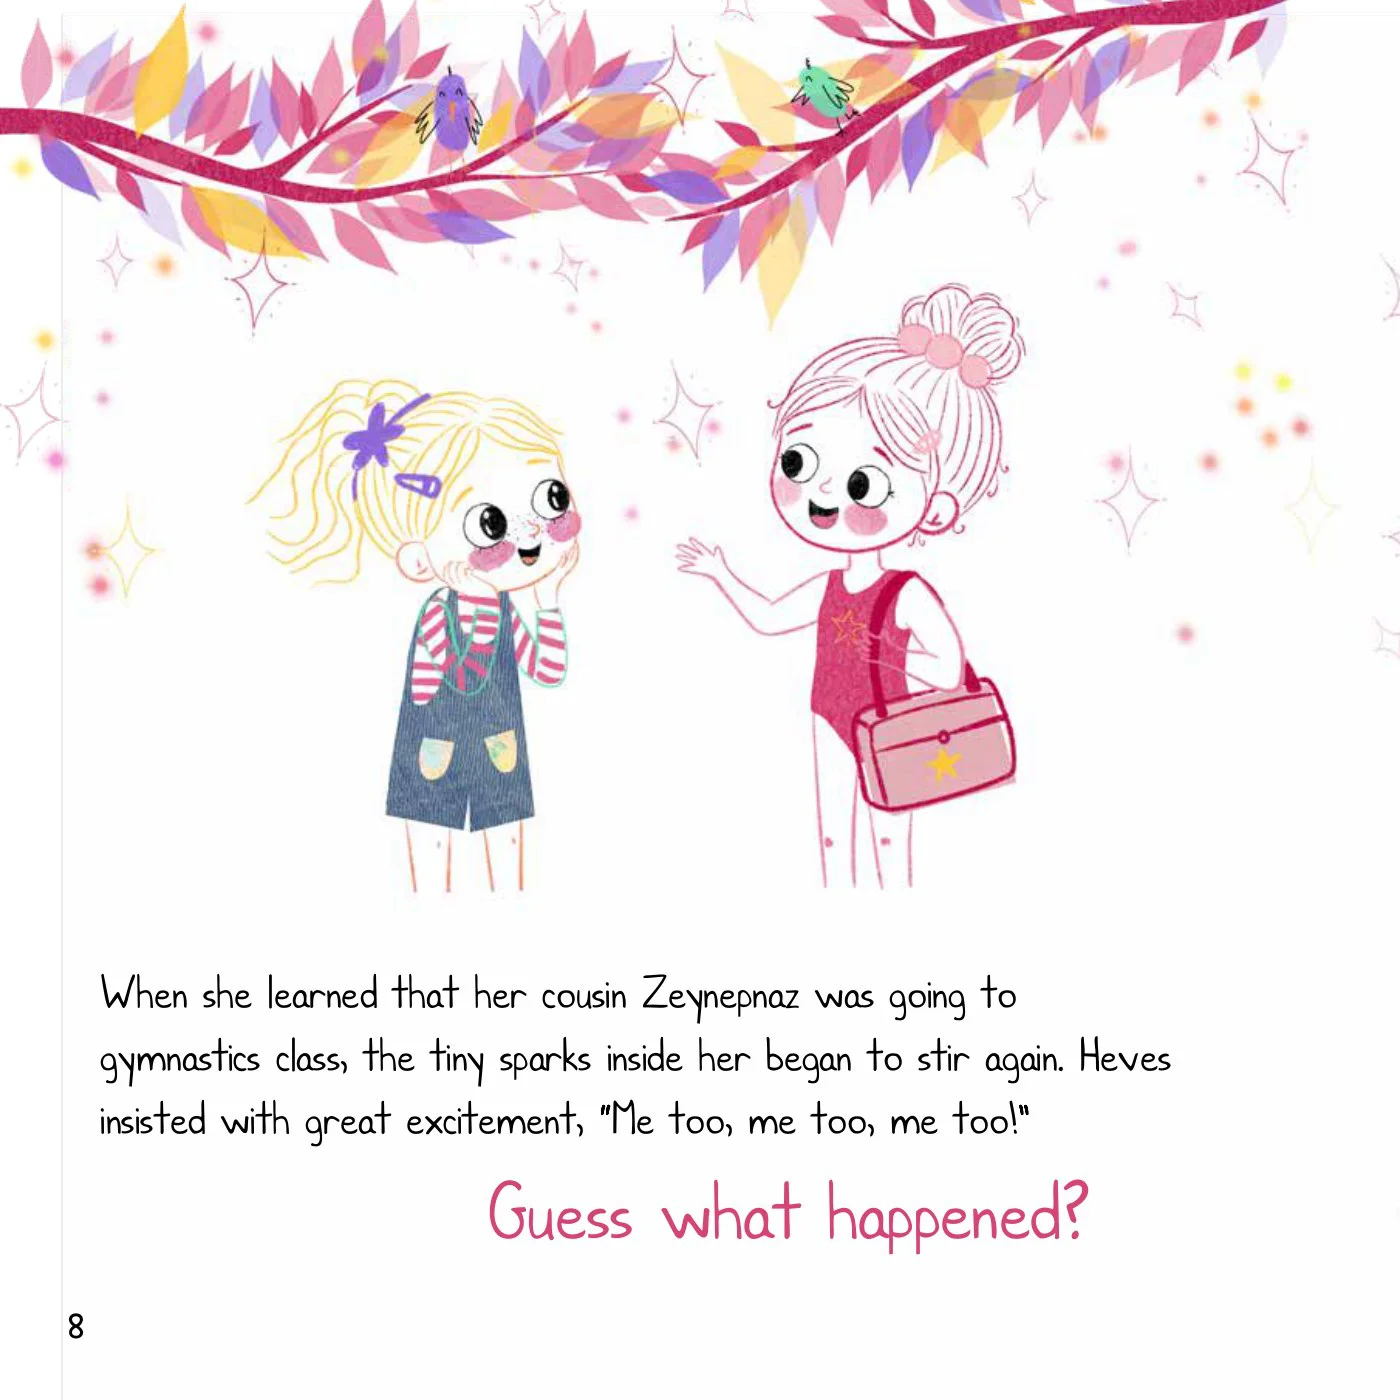 When she learned that her cousin Zeynepnaz was going to
gymnastics class, the tiny sparks inside her began to stir again. Heves
insisted with great excitement, "Me too, me too, me too!"
Guess what happened?
8